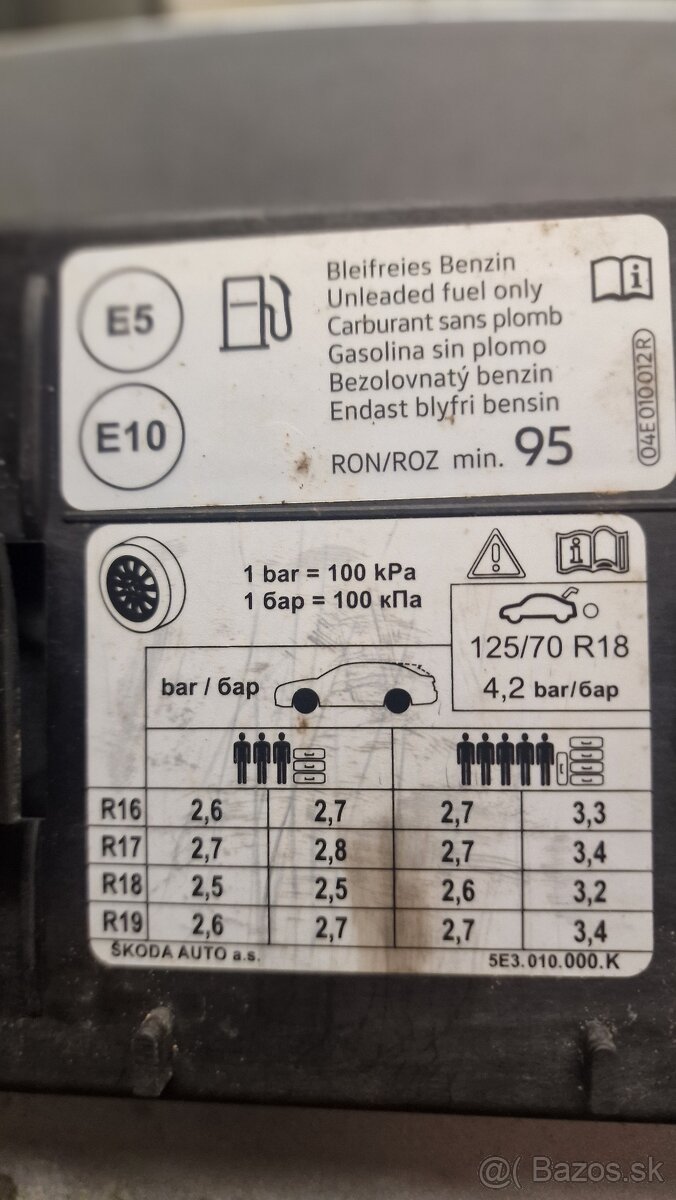 E5
E10
Bleifreies Benzin
Unleaded fuel only
Carburant sans plomb
Gasolina sin plomo
Bezolovnatý benzin
Endast blyfri bensin
RON/ROZ min. 95
i
04E010012R
1 bar = 100 kPa
1 бар = 100 кПа
!
i
125/70 R18
4,2 bar/бар
bar / бар
R16 2,6 2,7 2,7 3,3
R17 2,7 2,8 2,7 3,4
R18 2,5 2,5 2,6 3,2
R19 2,6 2,7 2,7 3,4
ŠKODA AUTO a.s. 5E3.010.000.K
@( Bazos.sk